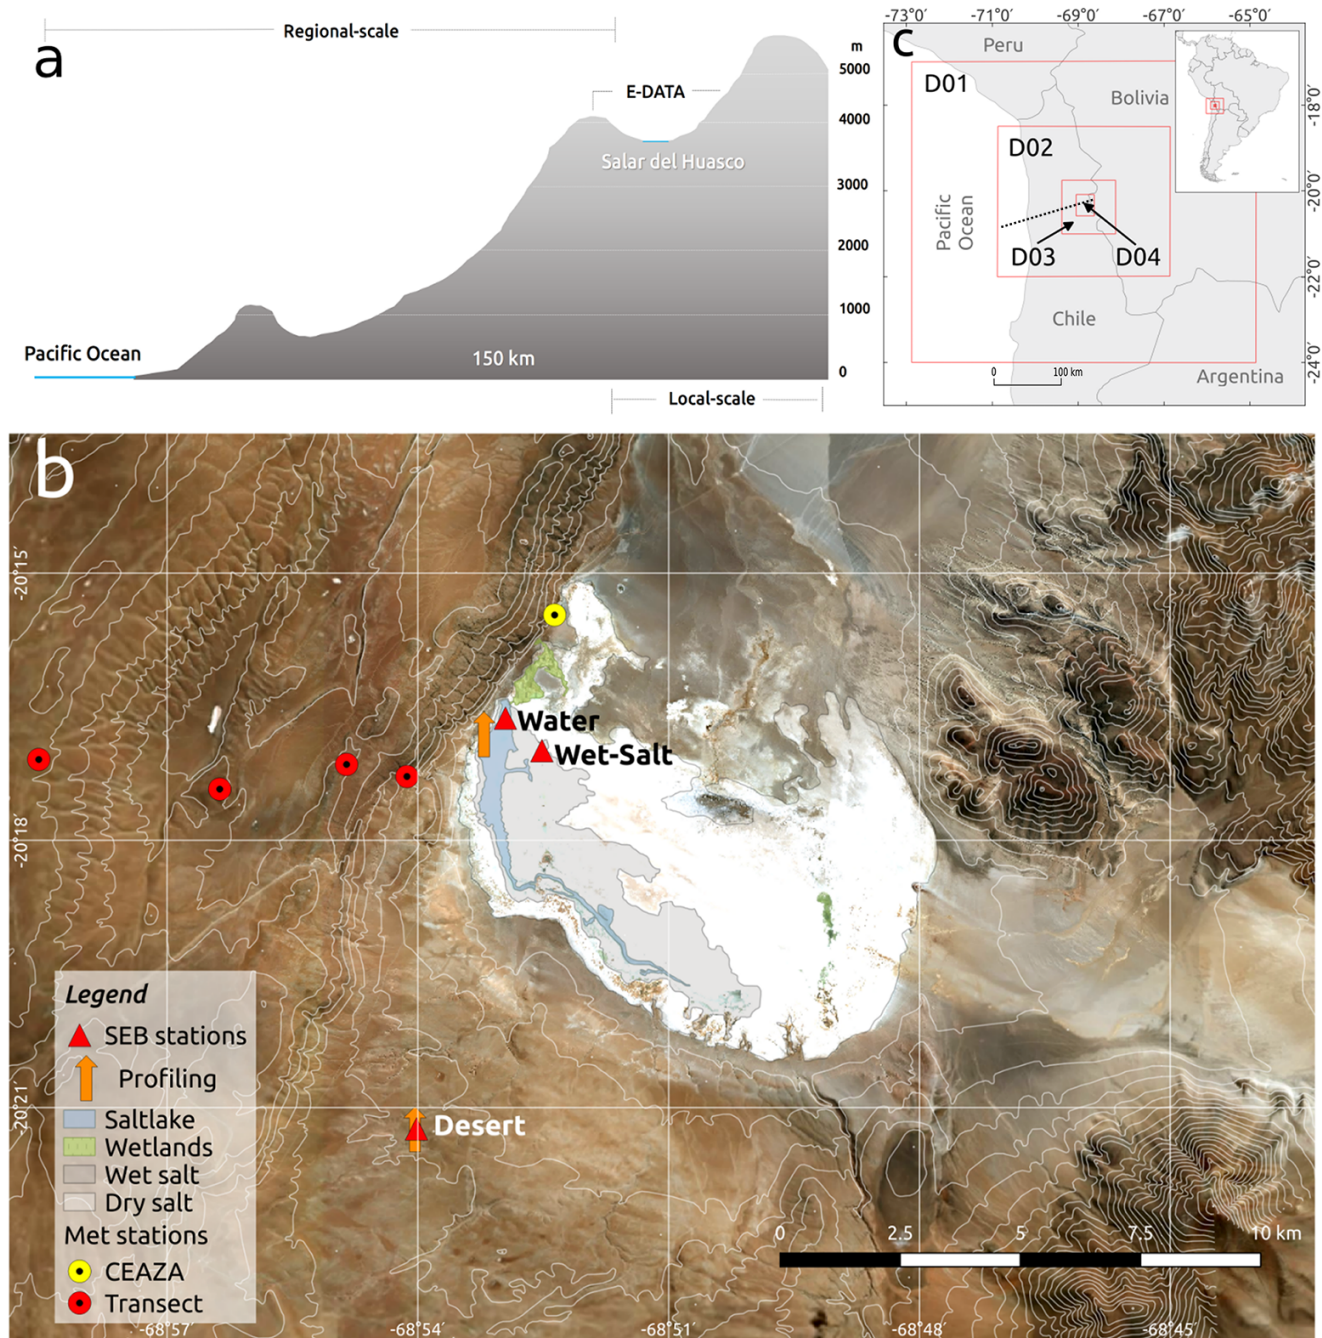 a
Regional-scale
E-DATA
Salar del Huasco
m
5000
4000
3000
2000
1000
0
Pacific Ocean
150 km
Local-scale
c
-73°0′
-71°0′
-69°0′
-67°0′
-65°0′
Peru
Bolivia
D01
D02
D03
D04
Pacific
Ocean
Chile
Argentina
0
100 km
-18°0′
-20°0′
-22°0′
-24°0′
b
-20°15′
-20°18′
-20°21′
Water
Wet-Salt
Desert
Legend
SEB stations
Profiling
Saltlake
Wetlands
Wet salt
Dry salt
Met stations
CEAZA
Transect
0
2.5
5
7.5
10 km
-68°57′
-68°54′
-68°51′
-68°48′
-68°45′